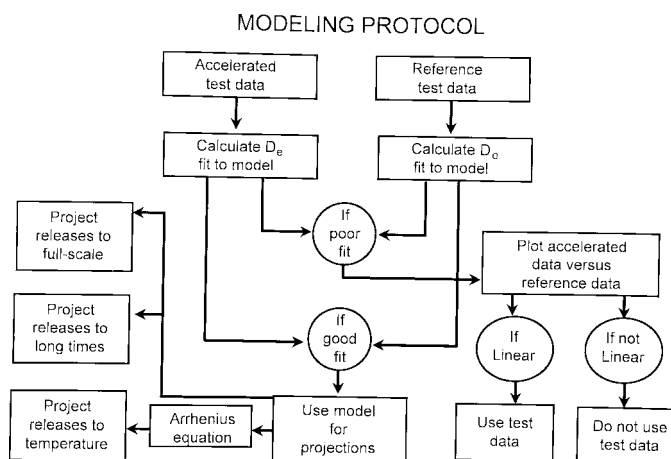 MODELING PROTOCOL
Accelerated
test data
Reference
test data
Calculate De
fit to model
Calculate De
fit to model
If
poor
fit
Project
releases to
full-scale
Plot accelerated
data versus
reference data
Project
releases to
long times
If
good
fit
If
Linear
If not
Linear
Project
releases to
temperature
Arrhenius
equation
Use model
for
projections
Use test
data
Do not use
test data